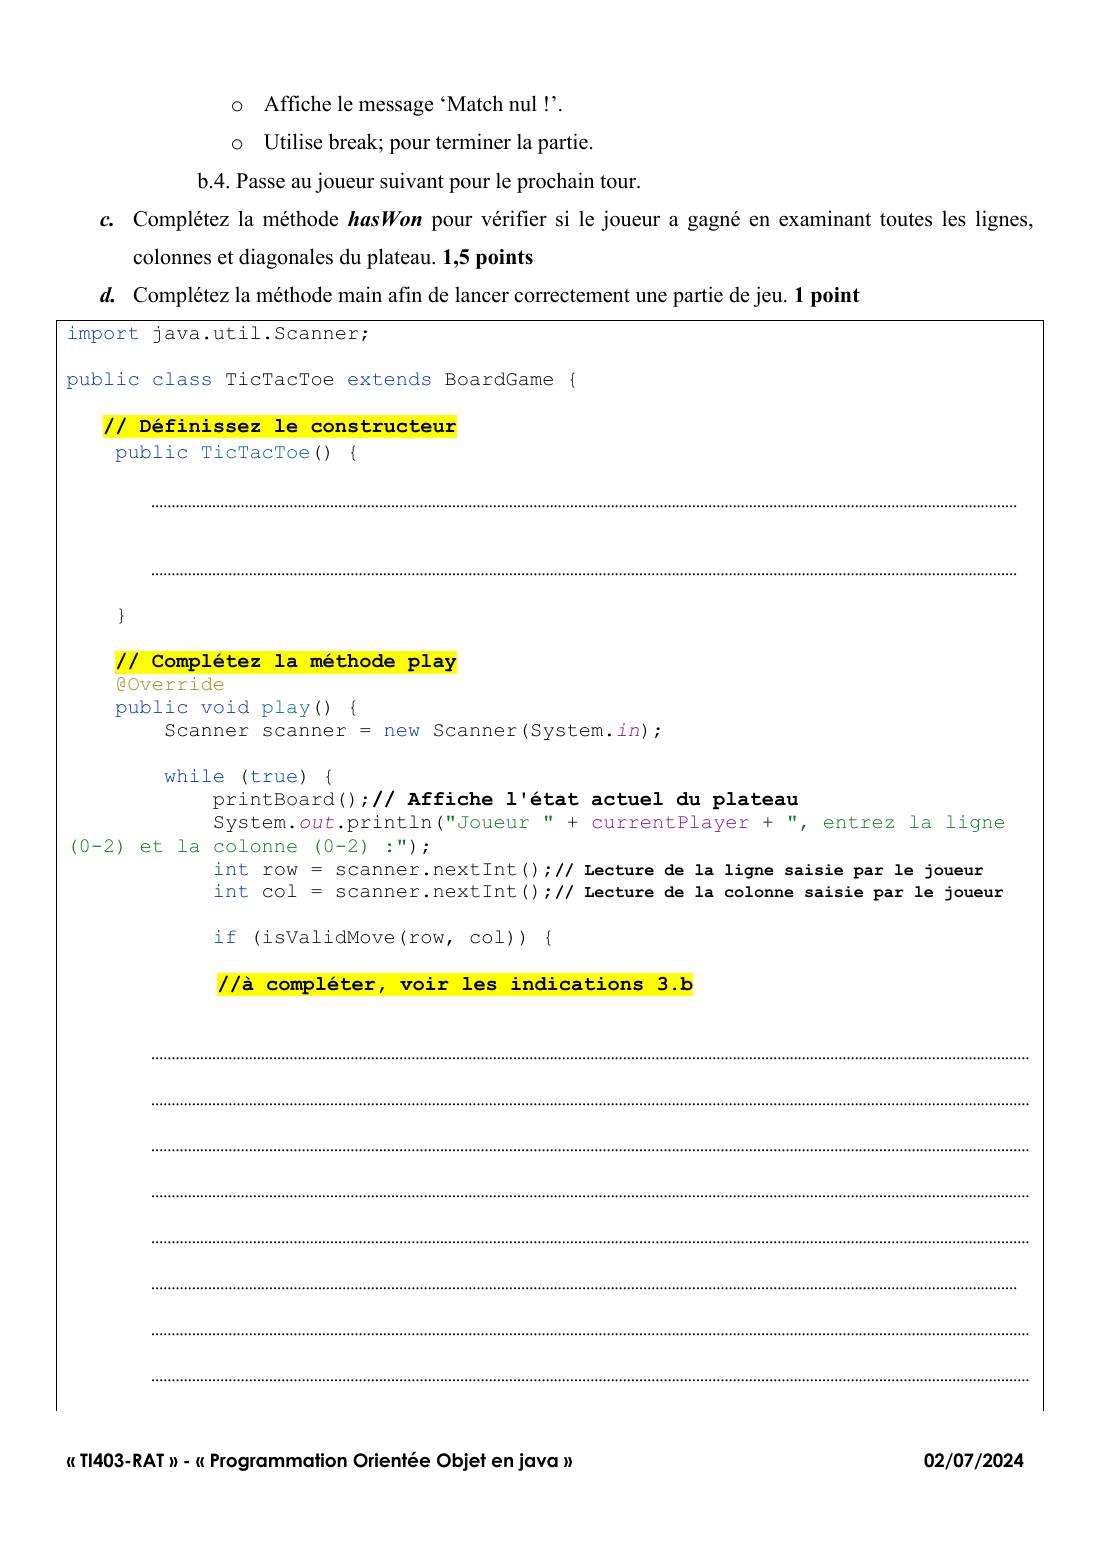 o Affiche le message ‘Match nul !’.
o Utilise break; pour terminer la partie.
b.4. Passe au joueur suivant pour le prochain tour.
c. Complétez la méthode hasWon pour vérifier si le joueur a gagné en examinant toutes les lignes,
colonnes et diagonales du plateau. 1,5 points
d. Complétez la méthode main afin de lancer correctement une partie de jeu. 1 point
import java.util.Scanner;
public class TicTacToe extends BoardGame {
// Définissez le constructeur
public TicTacToe() {
}
// Complétez la méthode play
@Override
public void play() {
Scanner scanner = new Scanner(System.in);
while (true) {
printBoard();// Affiche l'état actuel du plateau
System.out.println("Joueur " + currentPlayer + ", entrez la ligne
(0-2) et la colonne (0-2) :");
int row = scanner.nextInt();// Lecture de la ligne saisie par le joueur
int col = scanner.nextInt();// Lecture de la colonne saisie par le joueur
if (isValidMove(row, col)) {
//à compléter, voir les indications 3.b
« TI403-RAT » - « Programmation Orientée Objet en java » 02/07/2024